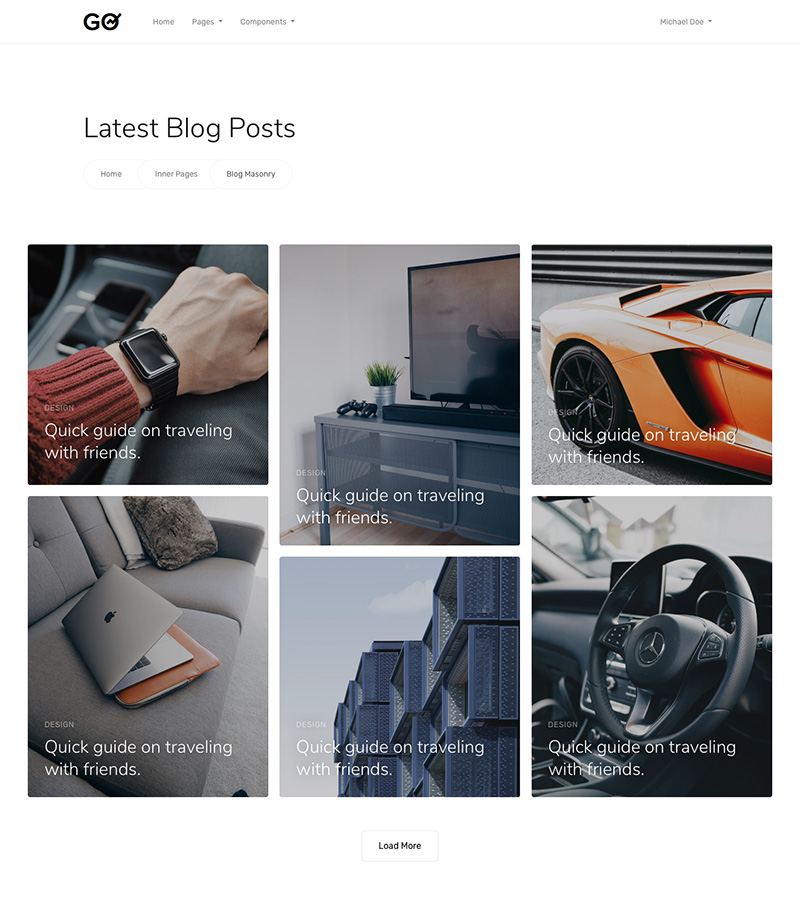 GO
Home
Pages
Components
Michael Doe
Latest Blog Posts
Home
Inner Pages
Blog Masonry
DESIGN
Quick guide on traveling
with friends.
DESIGN
Quick guide on traveling
with friends.
DESIGN
Quick guide on traveling
with friends.
DESIGN
Quick guide on traveling
with friends.
DESIGN
Quick guide on traveling
with friends.
DESIGN
Quick guide on traveling
with friends.
Load More